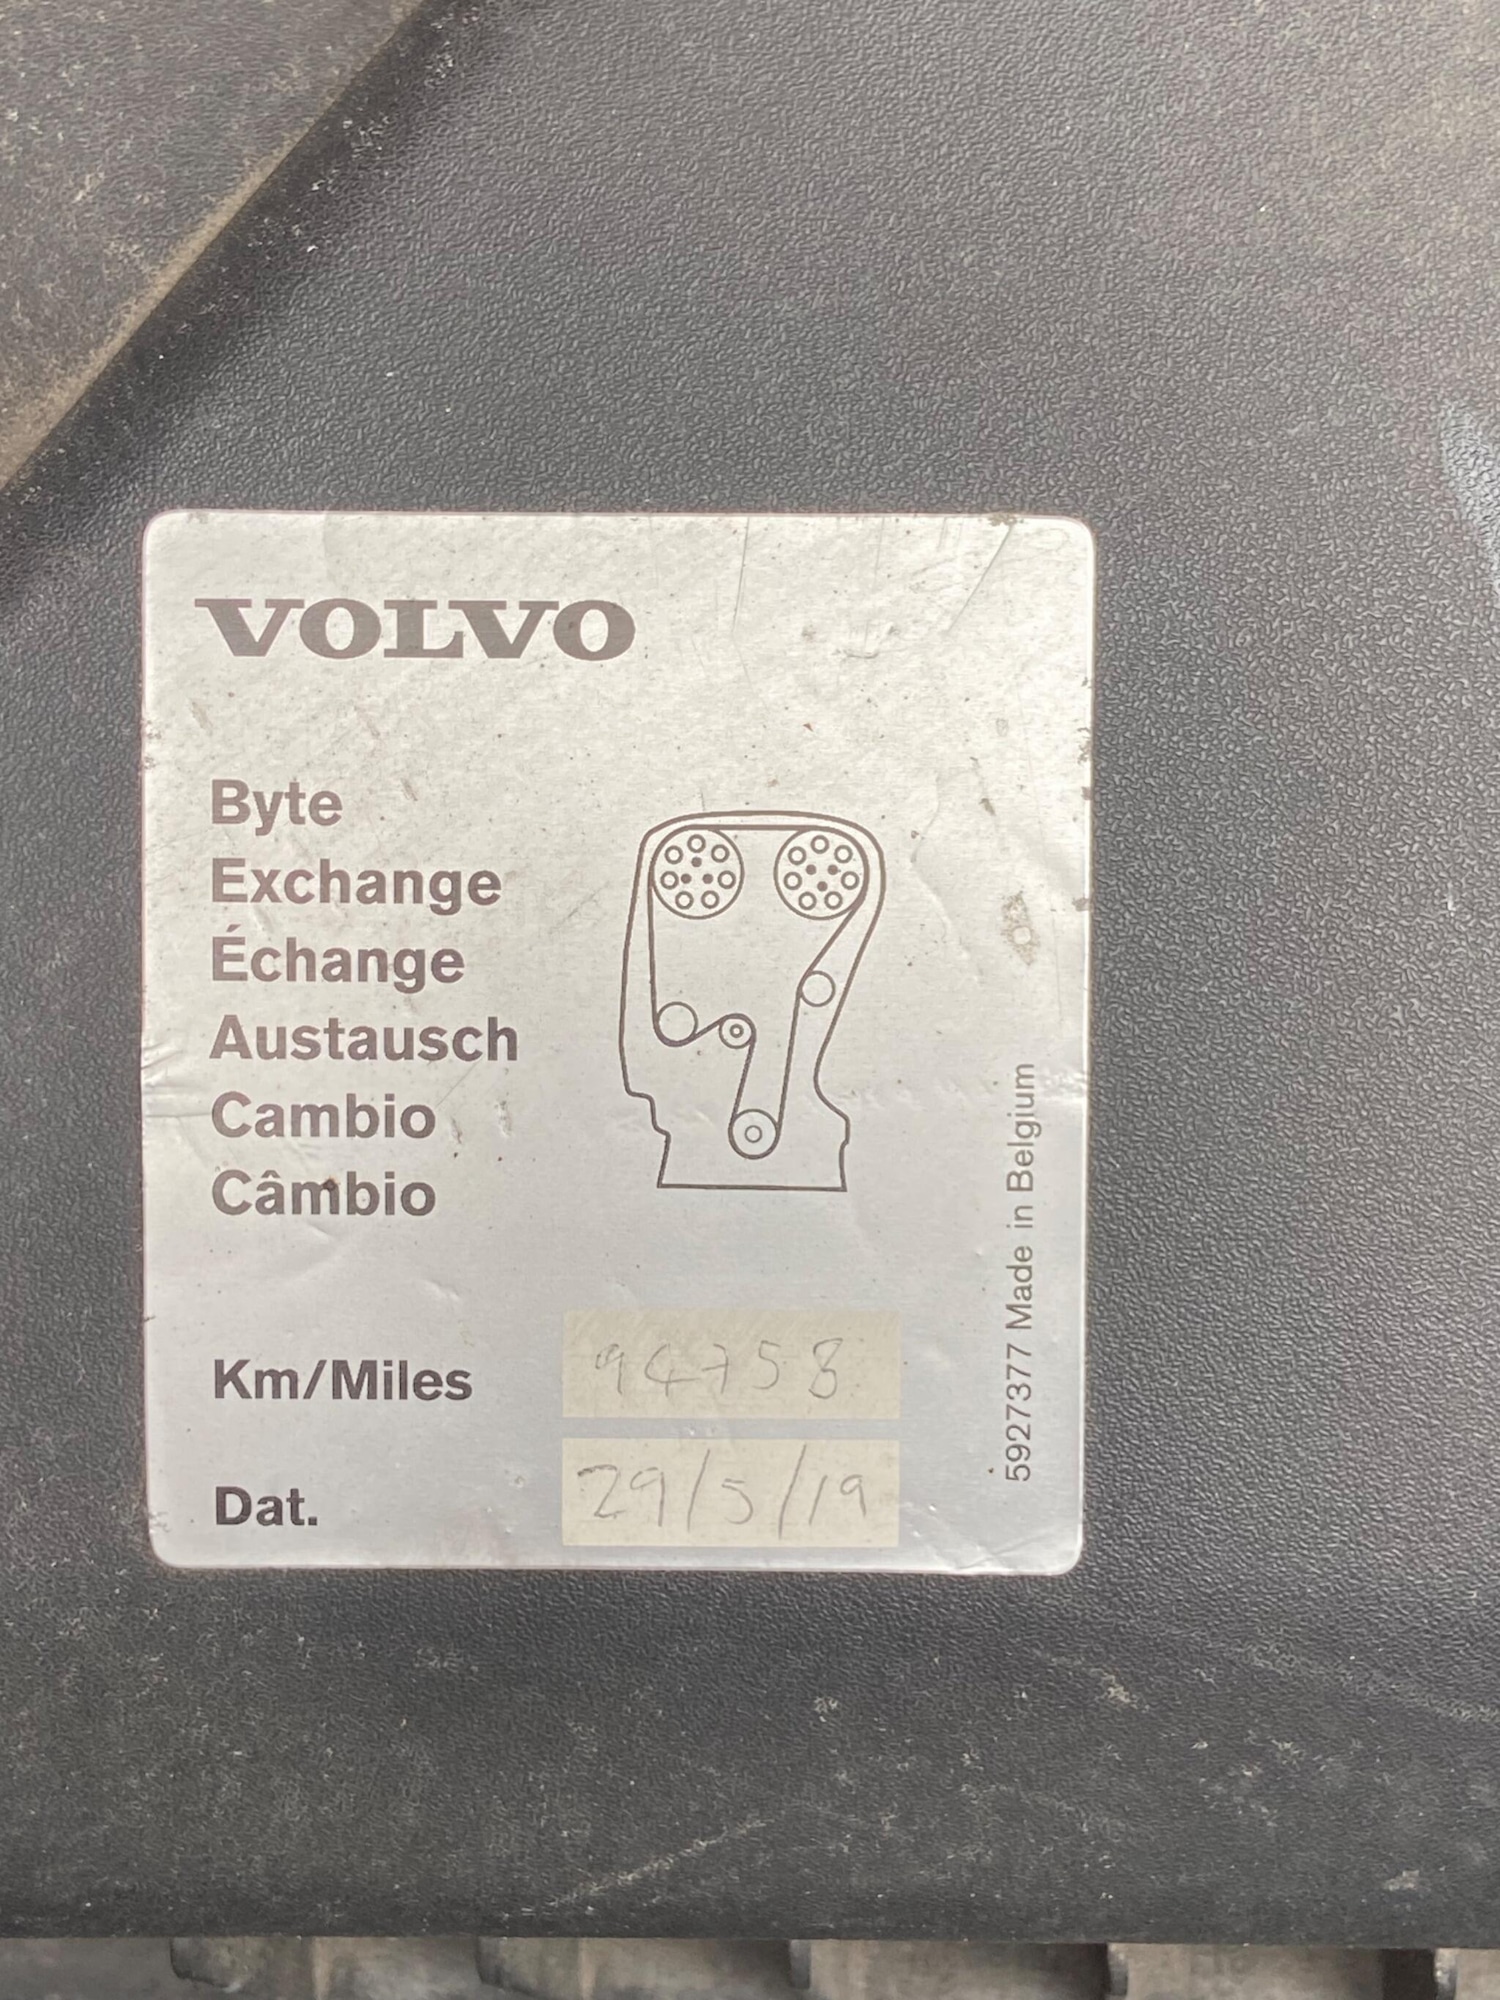 VOLVO
Byte
Exchange
Échange
Austausch
Cambio
Câmbio
Km/Miles 94758
Dat. 29/5/19
5927377 Made in Belgium